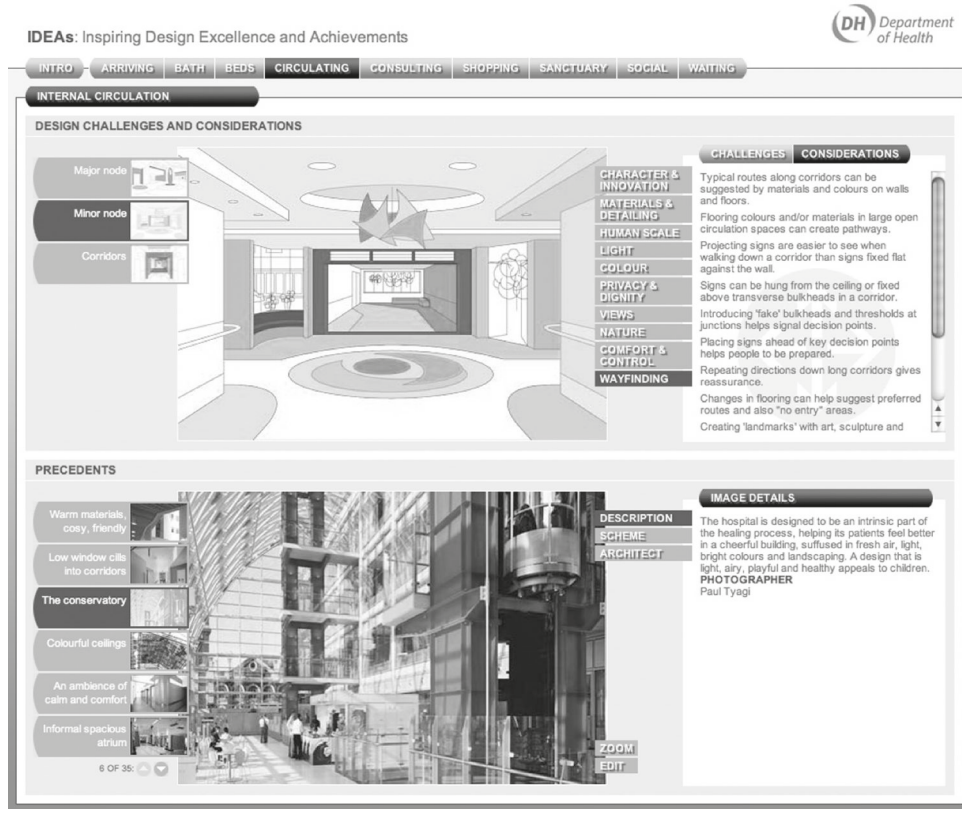 IDEAs: Inspiring Design Excellence and Achievements
DH Department
of Health
INTRO ARRIVING BATH BEDS CIRCULATING CONSULTING SHOPPING SANCTUARY SOCIAL WAITING
INTERNAL CIRCULATION
DESIGN CHALLENGES AND CONSIDERATIONS
Major node
Minor node
Corridors
CHARACTER &
INNOVATION
MATERIALS &
DETAILING
HUMAN SCALE
LIGHT
COLOUR
PRIVACY &
DIGNITY
VIEWS
NATURE
COMFORT &
CONTROL
WAYFINDING
CHALLENGES CONSIDERATIONS
Typical routes along corridors can be
suggested by materials and colours on walls
and floors.
Flooring colours and/or materials in large open
circulation spaces can create pathways.
Projecting signs are easier to see when
walking down a corridor than signs fixed flat
against the wall.
Signs can be hung from the ceiling or fixed
above transverse bulkheads in a corridor.
Introducing 'fake' bulkheads and thresholds at
junctions helps signal decision points.
Placing signs ahead of key decision points
helps people to be prepared.
Repeating directions down long corridors gives
reassurance.
Changes in flooring can help suggest preferred
routes and also "no entry" areas.
Creating 'landmarks' with art, sculpture and
PRECEDENTS
Warm materials,
cosy, friendly
Low window cills
into corridors
The conservatory
Colourful ceilings
An ambience of
calm and comfort
Informal spacious
atrium
6 OF 35:
DESCRIPTION
SCHEME
ARCHITECT
ZOOM
EDIT
IMAGE DETAILS
The hospital is designed to be an intrinsic part of
the healing process, helping its patients feel better
in a cheerful building, suffused in fresh air, light,
bright colours and landscaping. A design that is
light, airy, playful and healthy appeals to children.
PHOTOGRAPHER
Paul Tyagi